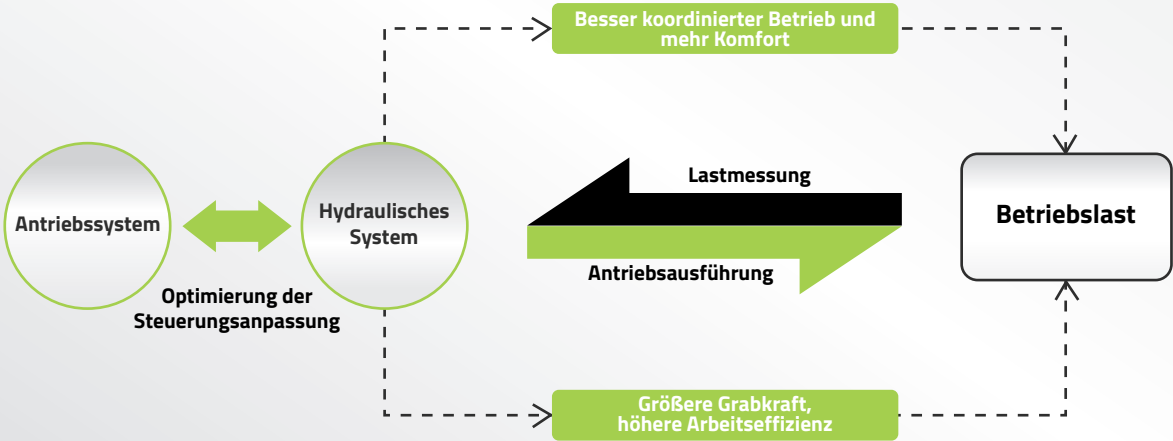 Besser koordinierter Betrieb und
mehr Komfort
Antriebssystem
Hydraulisches
System
Lastmessung
Antriebsausführung
Betriebslast
Optimierung der
Steuerungsanpassung
Größere Grabkraft,
höhere Arbeitseffizienz